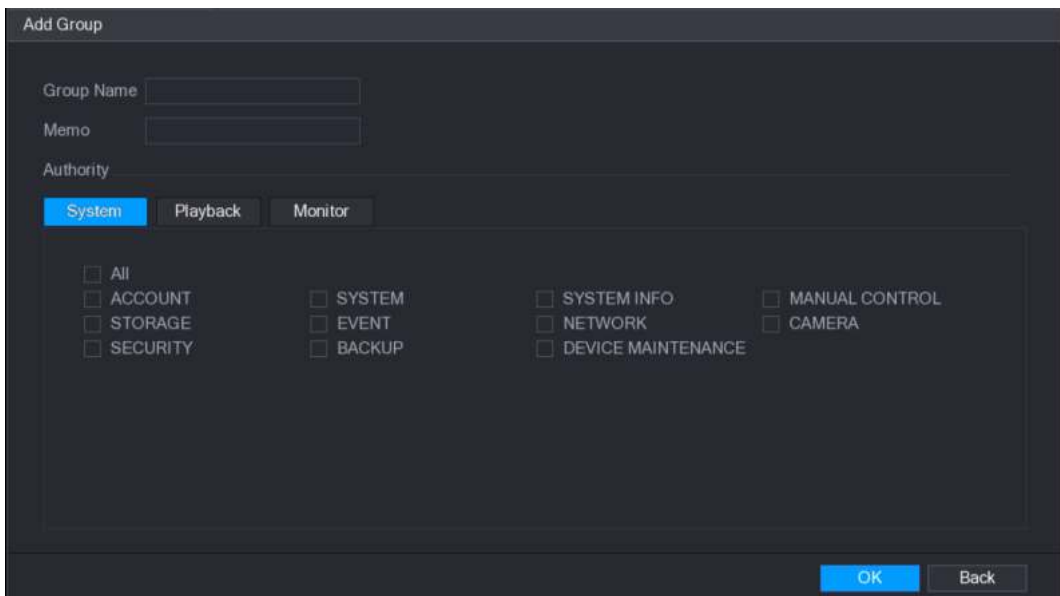 Add Group
Group Name
Memo
Authority
System Playback Monitor
All
ACCOUNT SYSTEM SYSTEM INFO MANUAL CONTROL
STORAGE EVENT NETWORK CAMERA
SECURITY BACKUP DEVICE MAINTENANCE
OK Back